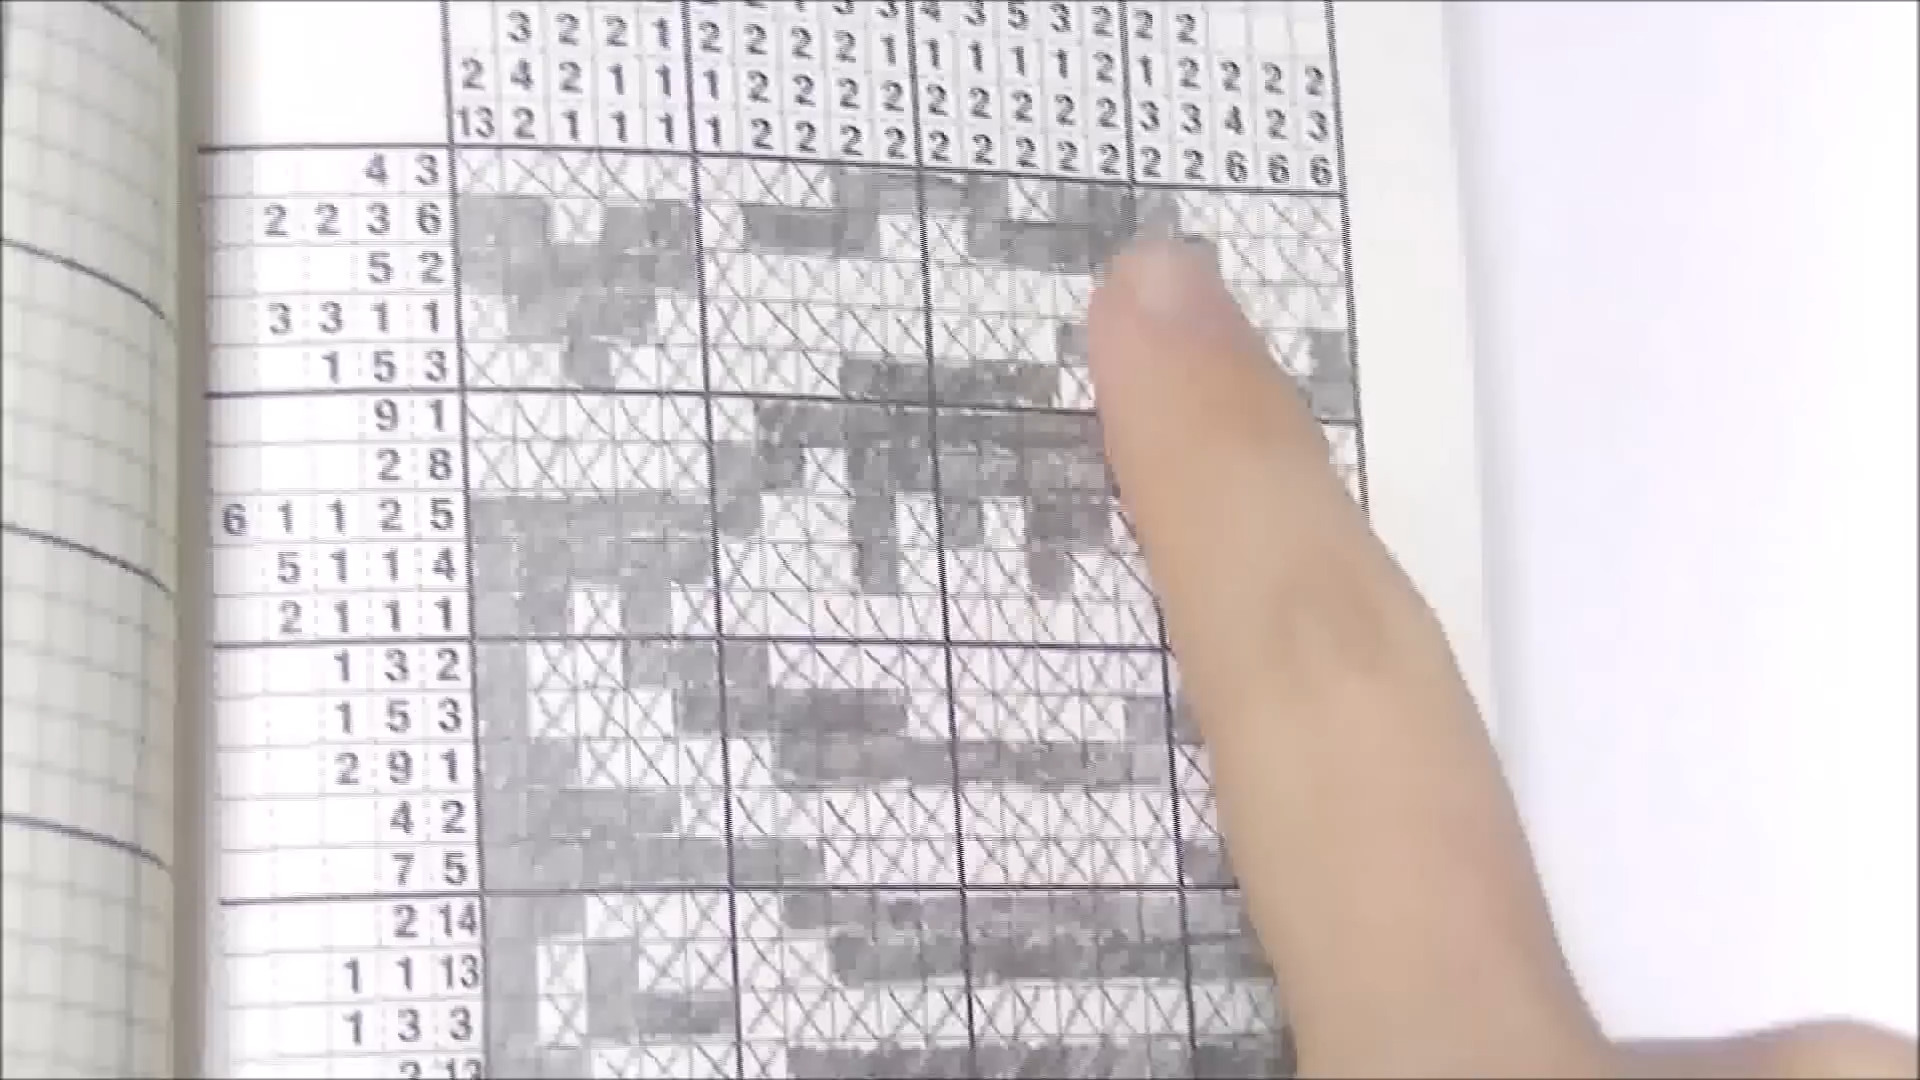 3 2 2 1 2 2 2 2 1 1 1 1 1 2 2 2
2 4 2 1 1 1 2 2 2 2 2 2 2 2 2 1 2 2 2 2
13 2 1 1 1 1 2 2 2 2 2 2 2 2 2 3 3 4 2 3
2 2 6 6 6
4 3
2 2 3 6
5 2
3 3 1 1
1 5 3
9 1
2 8
6 1 1 2 5
5 1 1 4
2 1 1 1
1 3 2
1 5 3
2 9 1
4 2
7 5
2 14
1 1 13
1 3 3
2 13